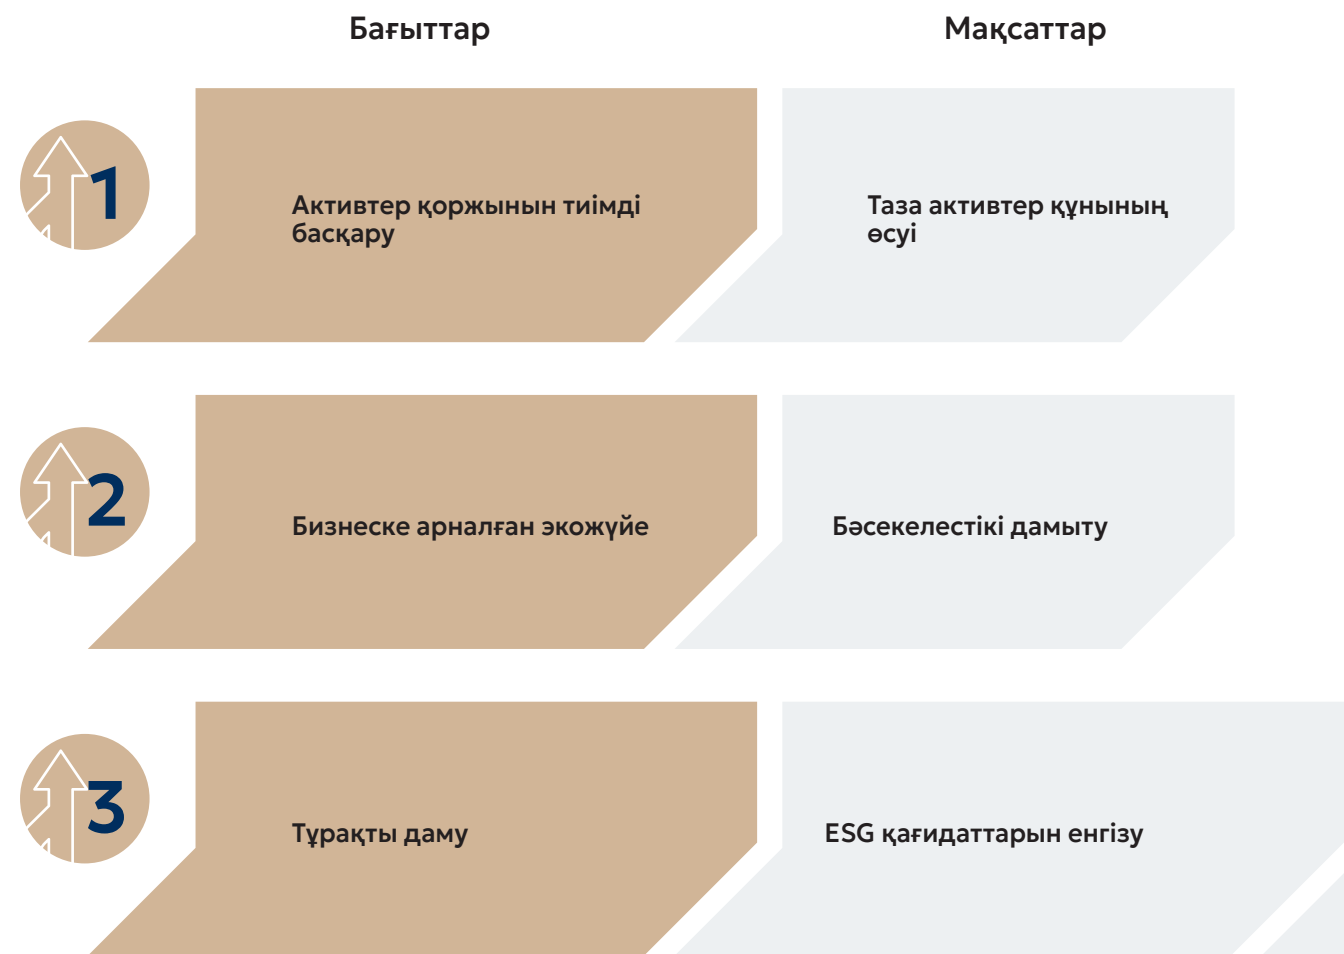 Бағыттар
Мақсаттар
1
Активтер қоржынын тиімді
басқару
Таза активтер құнының
өсуі
2
Бизнеске арналған экожүйе
Бәсекелестікі дамыту
3
Тұрақты даму
ESG қағидаттарын енгізу